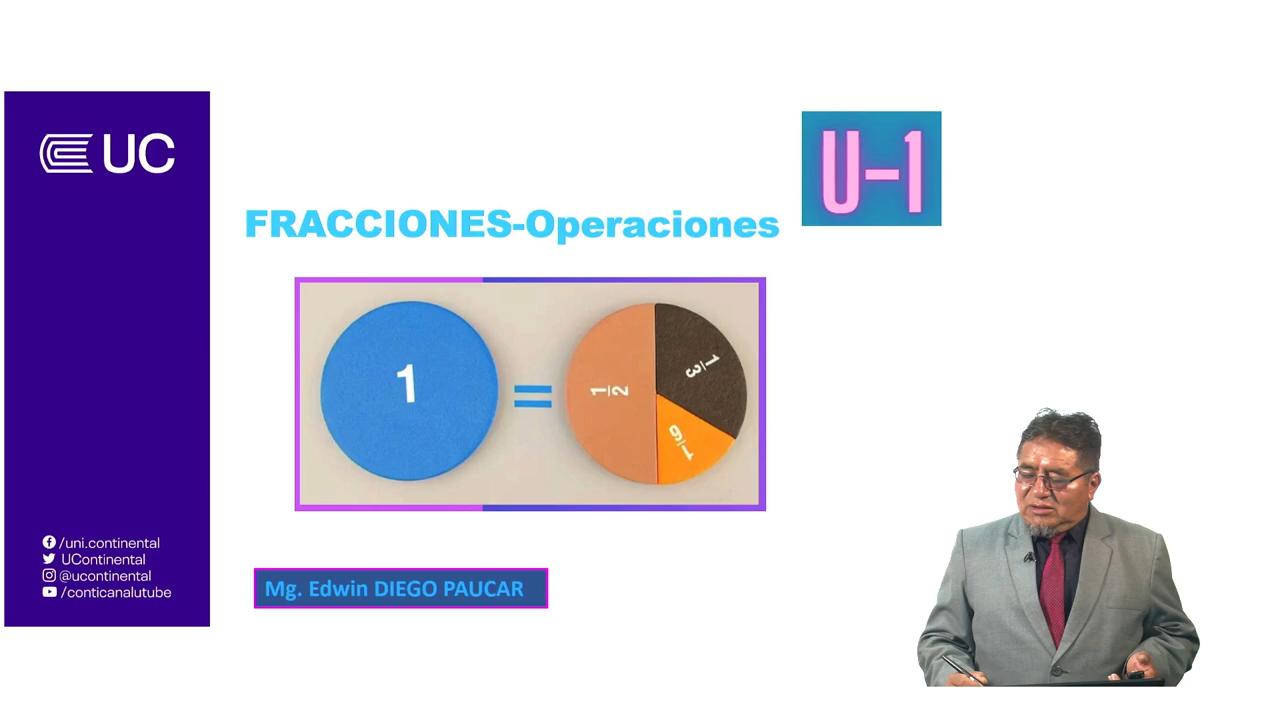 UC
U-1
FRACCIONES-Operaciones
1
=
1/2
1/3
1/6
Mg. Edwin DIEGO PAUCAR
/uni.continental
UContinental
@ucontinental
/conticanalutube